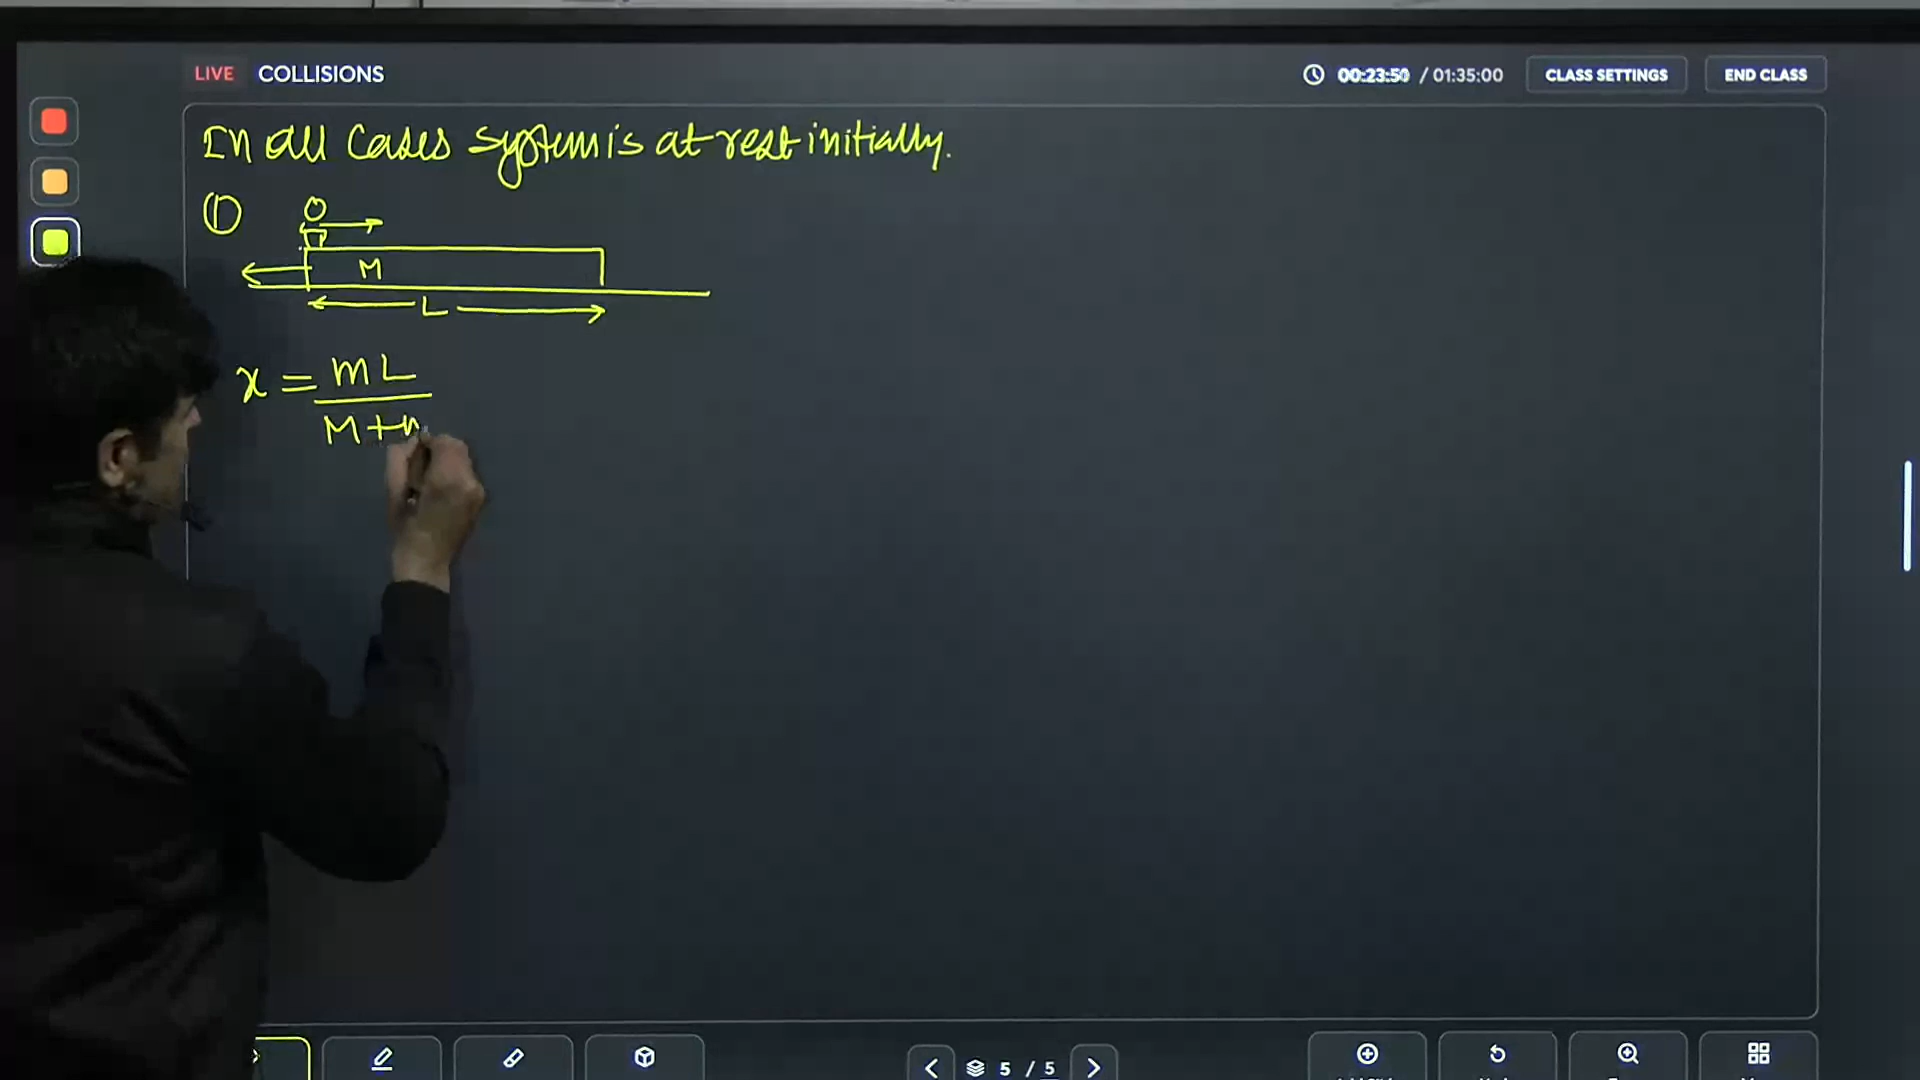 LIVE COLLISIONS 00:23:50 / 01:35:00 CLASS SETTINGS END CLASS
In all Cases system is at rest initially.
①
M
L
x = mL
M+
5 / 5